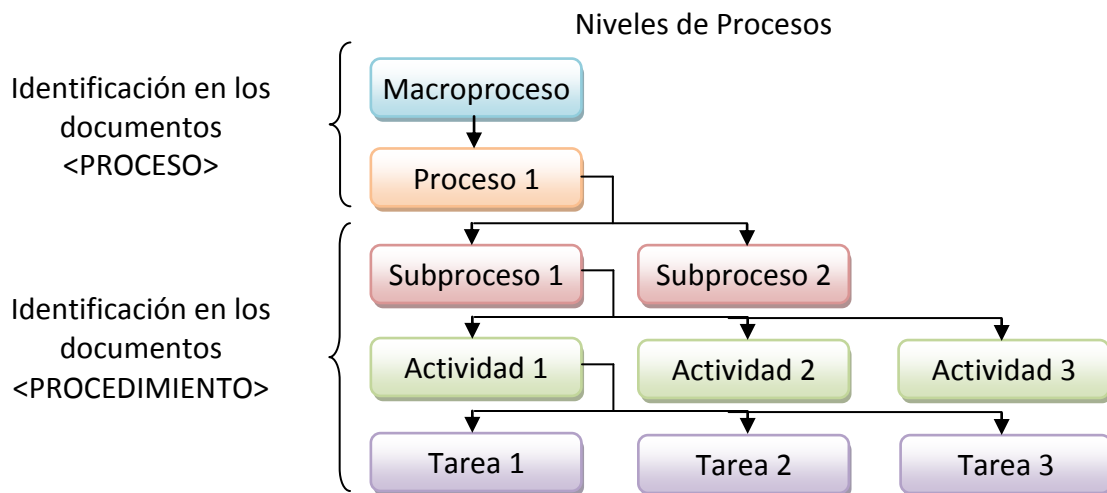 Niveles de Procesos
Identificación en los
documentos
<PROCESO>
Macroproceso
Proceso 1
Identificación en los
documentos
<PROCEDIMIENTO>
Subproceso 1
Subproceso 2
Actividad 1
Actividad 2
Actividad 3
Tarea 1
Tarea 2
Tarea 3